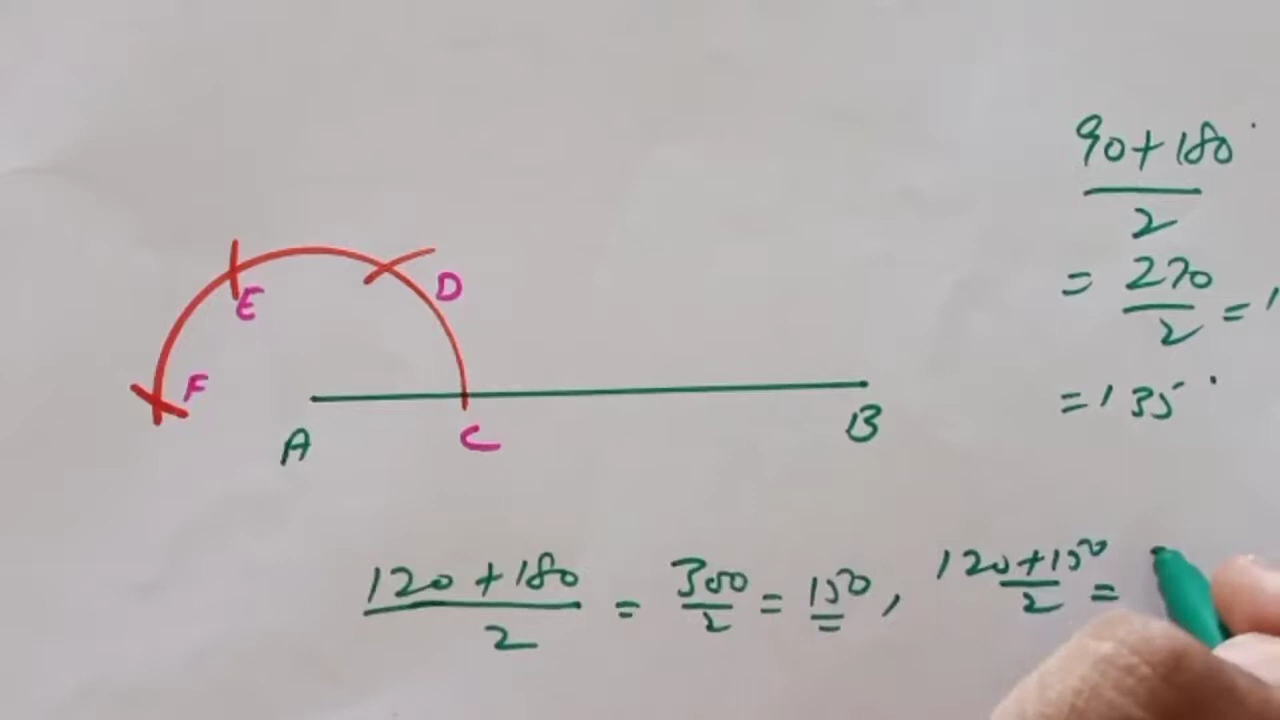 90+180
2
= 270
2 =
= 135
E
D
F
A
C
B
120 + 180
2
= 300
2
= 150 , 120+150
2 =